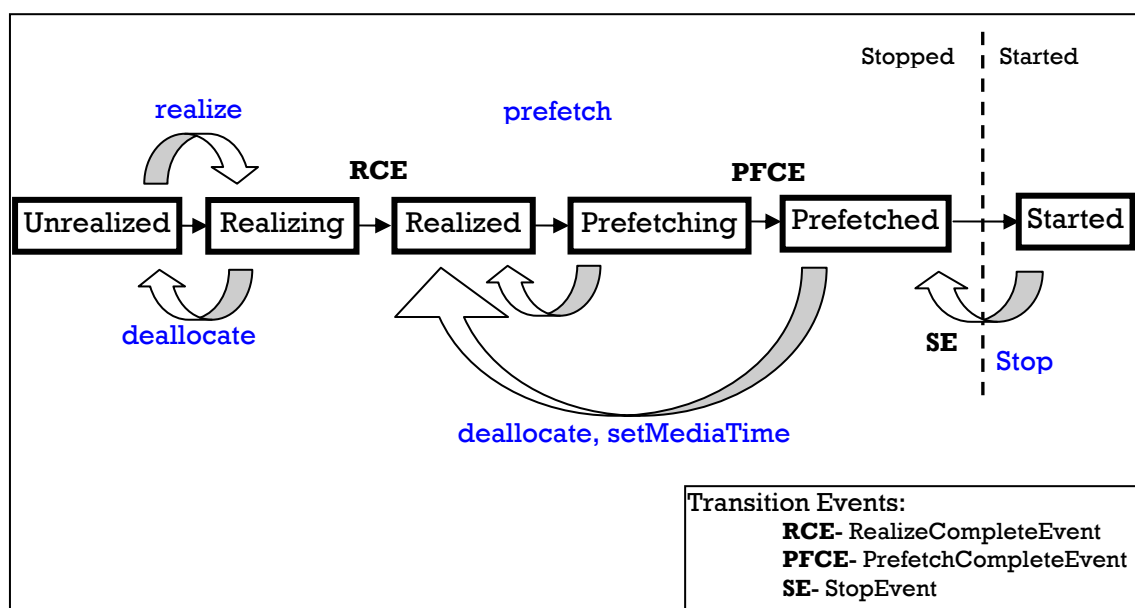 Stopped Started
realize prefetch
RCE PFCE
Unrealized Realizing Realized Prefetching Prefetched Started
deallocate SE Stop
deallocate, setMediaTime
Transition Events:
RCE- RealizeCompleteEvent
PFCE- PrefetchCompleteEvent
SE- StopEvent